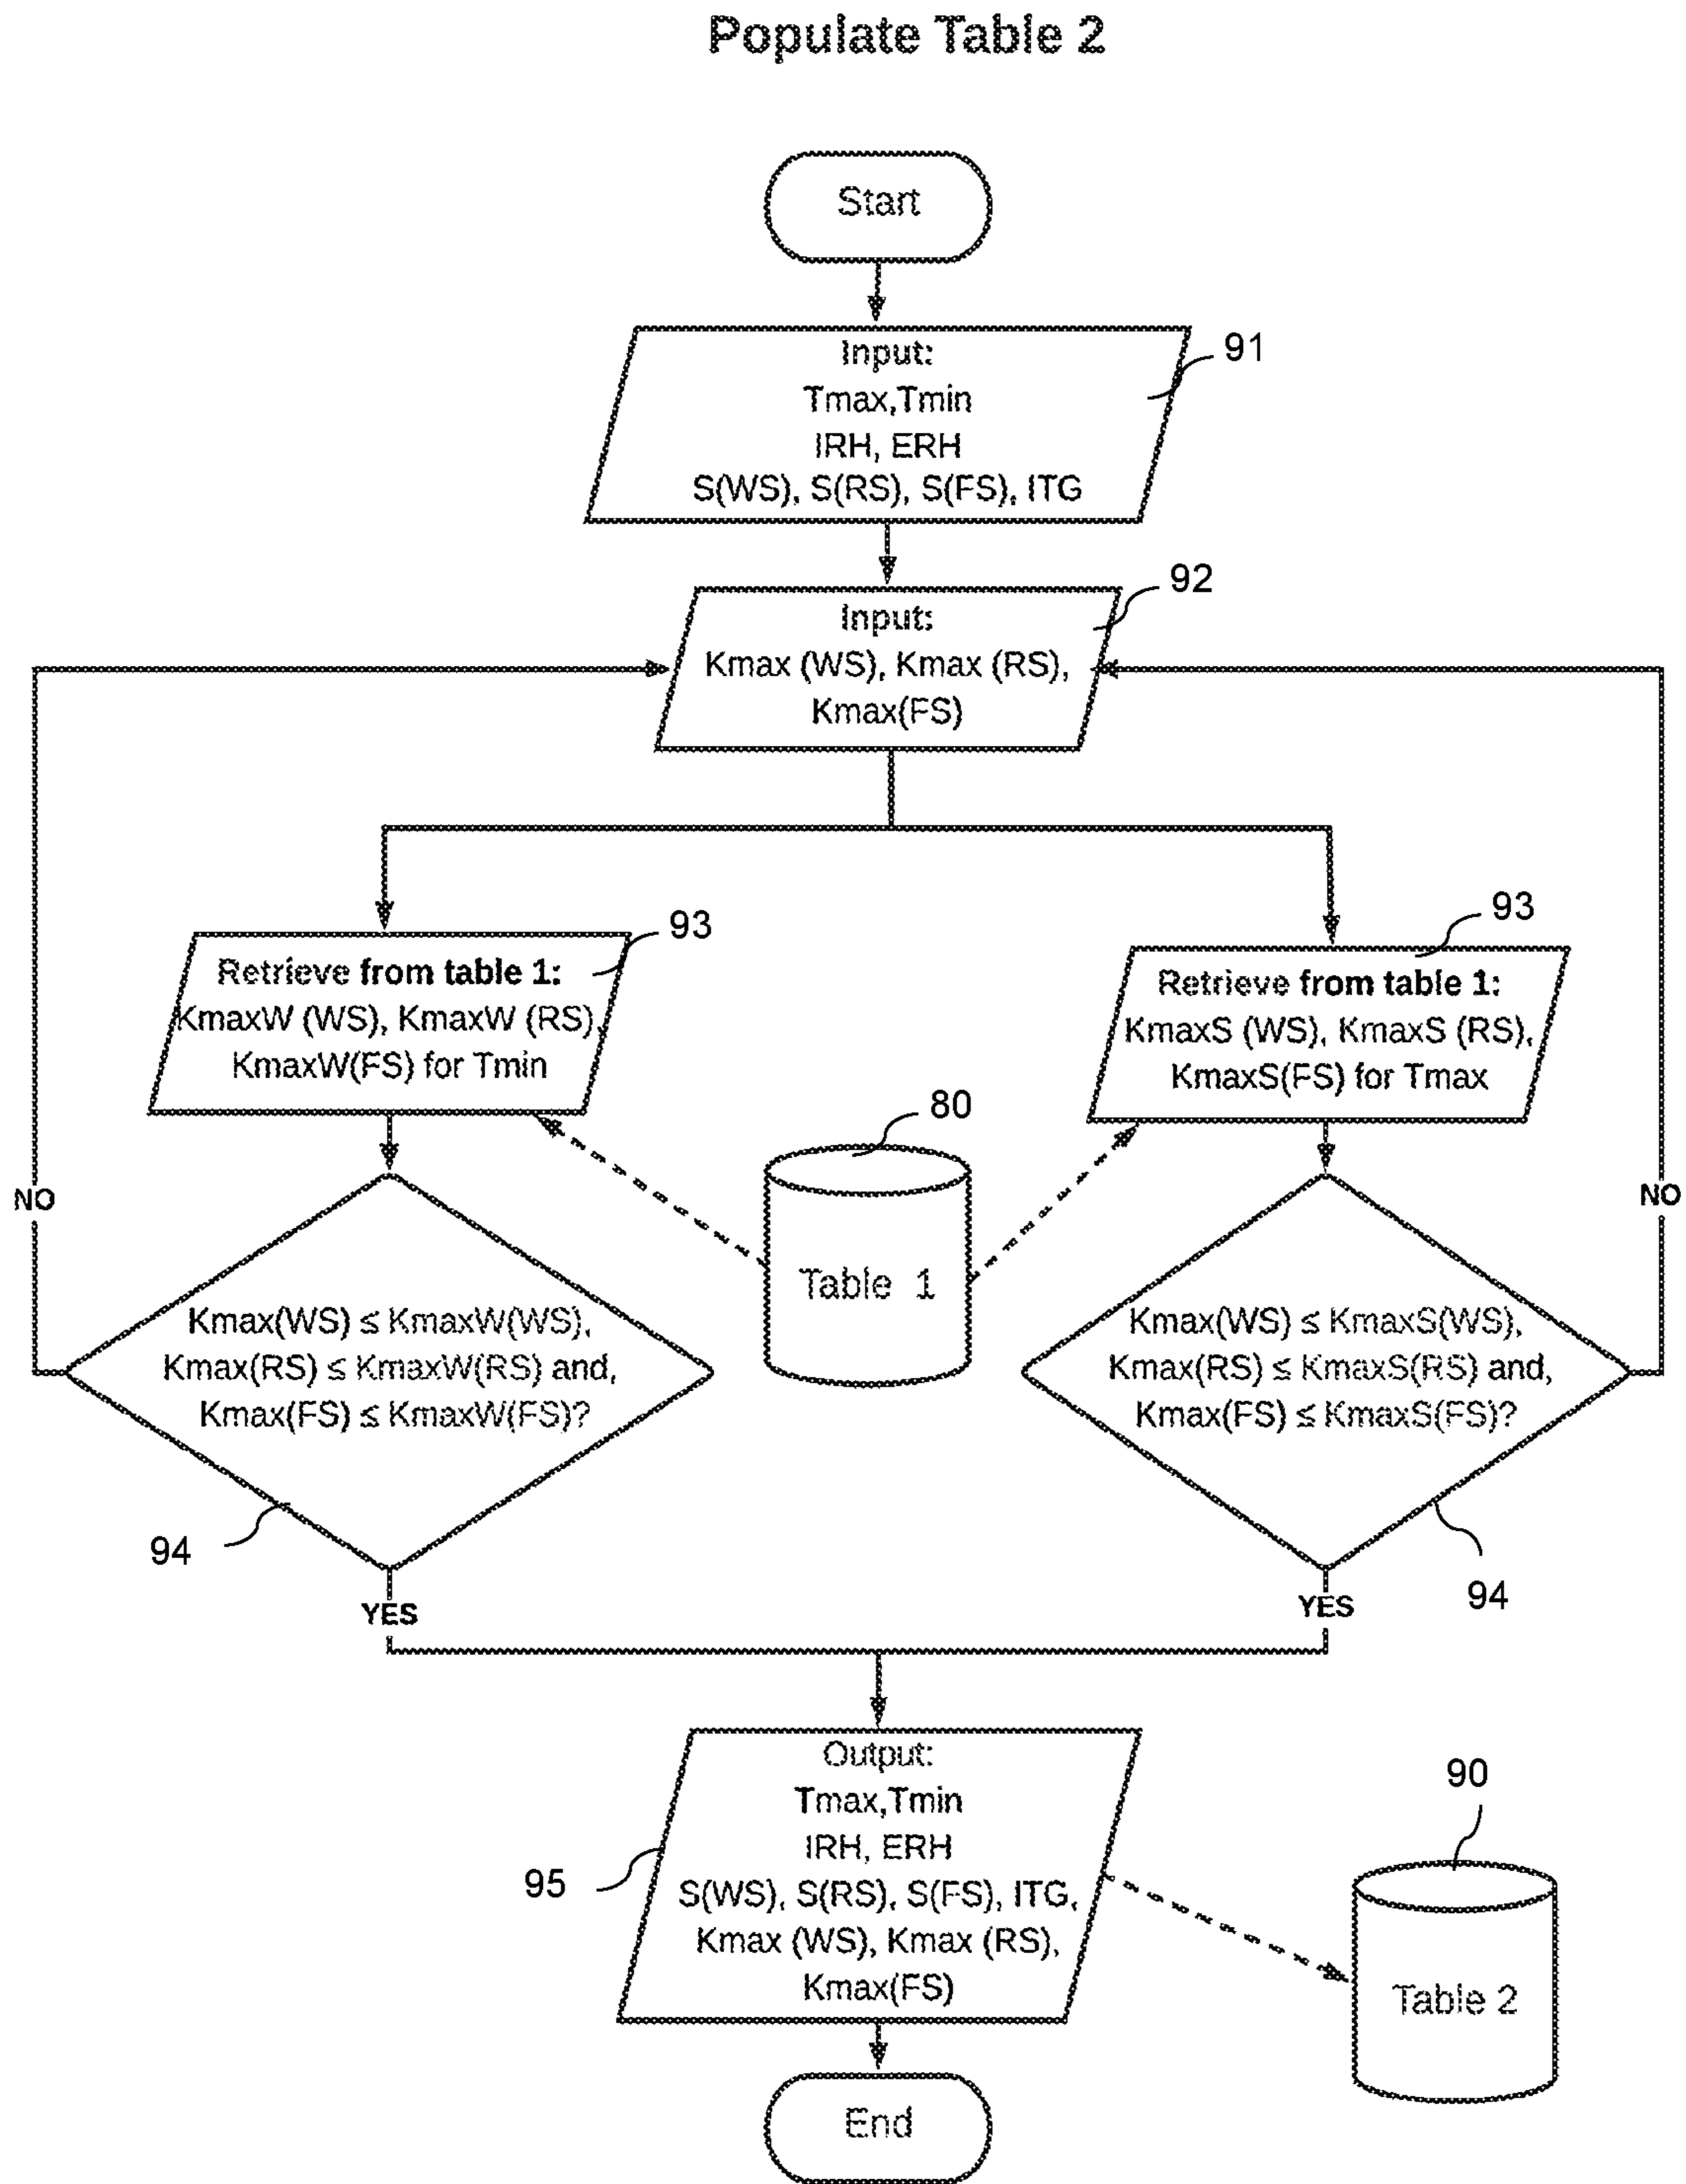 Populate Table 2
Start
Input:
Tmax,Tmin
IRH, ERH
S(WS), S(RS), S(FS), ITG
91
Input:
Kmax (WS), Kmax (RS),
Kmax(FS)
92
Retrieve from table 1:
KmaxW (WS), KmaxW (RS),
KmaxW(FS) for Tmin
93
Retrieve from table 1:
KmaxS (WS), KmaxS (RS),
KmaxS(FS) for Tmax
93
80
Table 1
NO
Kmax(WS) ≤ KmaxW(WS),
Kmax(RS) ≤ KmaxW(RS) and,
Kmax(FS) ≤ KmaxW(FS)?
94
YES
NO
Kmax(WS) ≤ KmaxS(WS),
Kmax(RS) ≤ KmaxS(RS) and,
Kmax(FS) ≤ KmaxS(FS)?
94
YES
Output:
Tmax,Tmin
IRH, ERH
S(WS), S(RS), S(FS), ITG,
Kmax (WS), Kmax (RS),
Kmax(FS)
95
90
Table 2
End